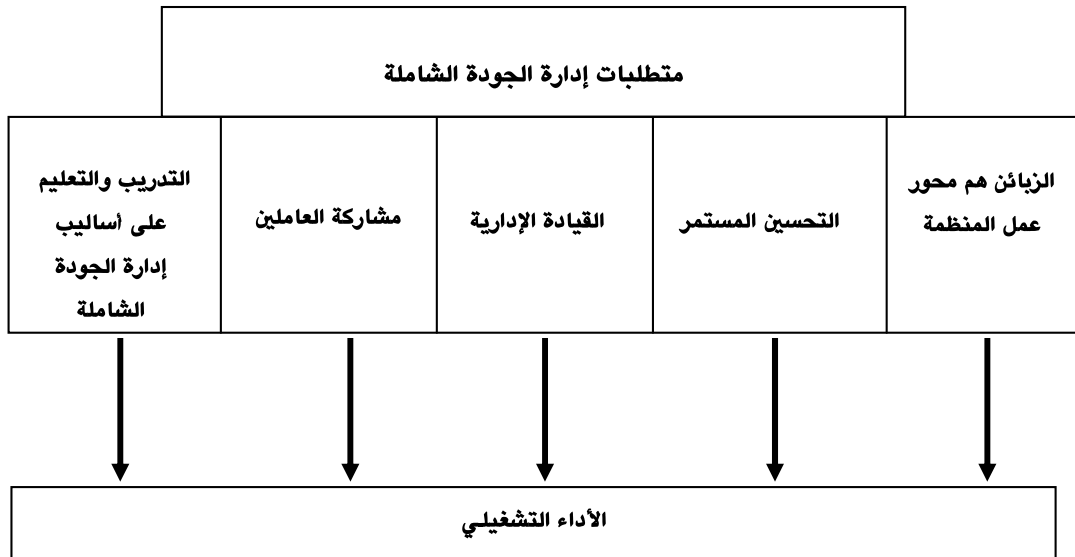 متطلبات إدارة الجودة الشاملة
الزبائن هم محور
عمل المنظمة
التحسين المستمر
القيادة الإدارية
مشاركة العاملين
التدريب والتعليم
على أساليب
إدارة الجودة
الشاملة
الأداء التشغيلي